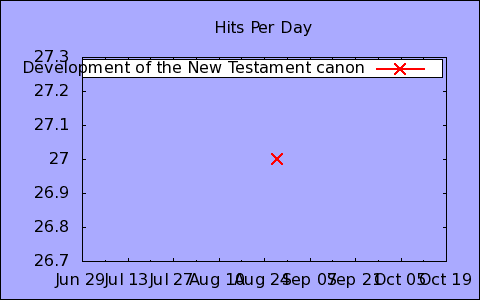 Hits Per Day
27.3
Development of the New Testament canon
27.2
27.1
27
26.9
26.8
26.7
Jun 29 Jul 13 Jul 27 Aug 10 Aug 24 Sep 07 Sep 21 Oct 05 Oct 19